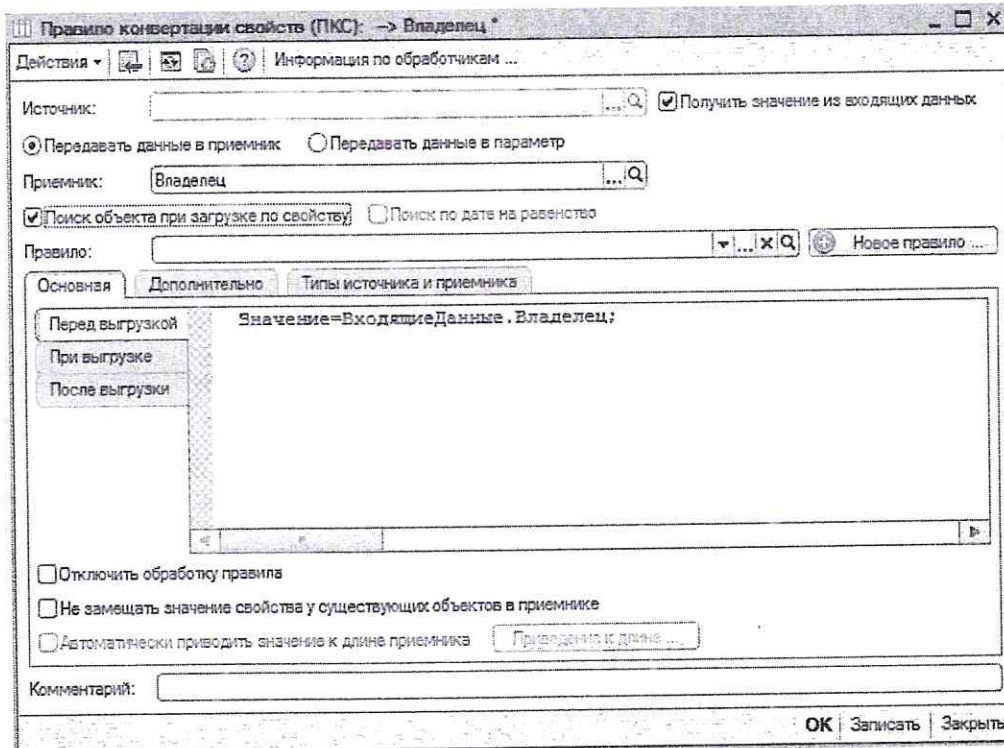 Правило конвертации свойств (ПКС): --> Владелец *
Действия Информация по обработчикам ...
Источник: ... Получить значение из входящих данных
Передавать данные в приемник Передавать данные в параметр
Приемник: Владелец ...
Поиск объекта при загрузке по свойству Поиск по дате на равенство
Правило: ... Новое правило ...
Основная Дополнительно Типы источника и приемника
Перед выгрузкой Значение=ВходящиеДанные.Владелец;
При выгрузке
После выгрузки
Отключить обработку правила
Не замещать значение свойства у существующих объектов в приемнике
Автоматически приводить значение к длине приемника Приведение к длине ...
Комментарий:
OK Записать Закрыть